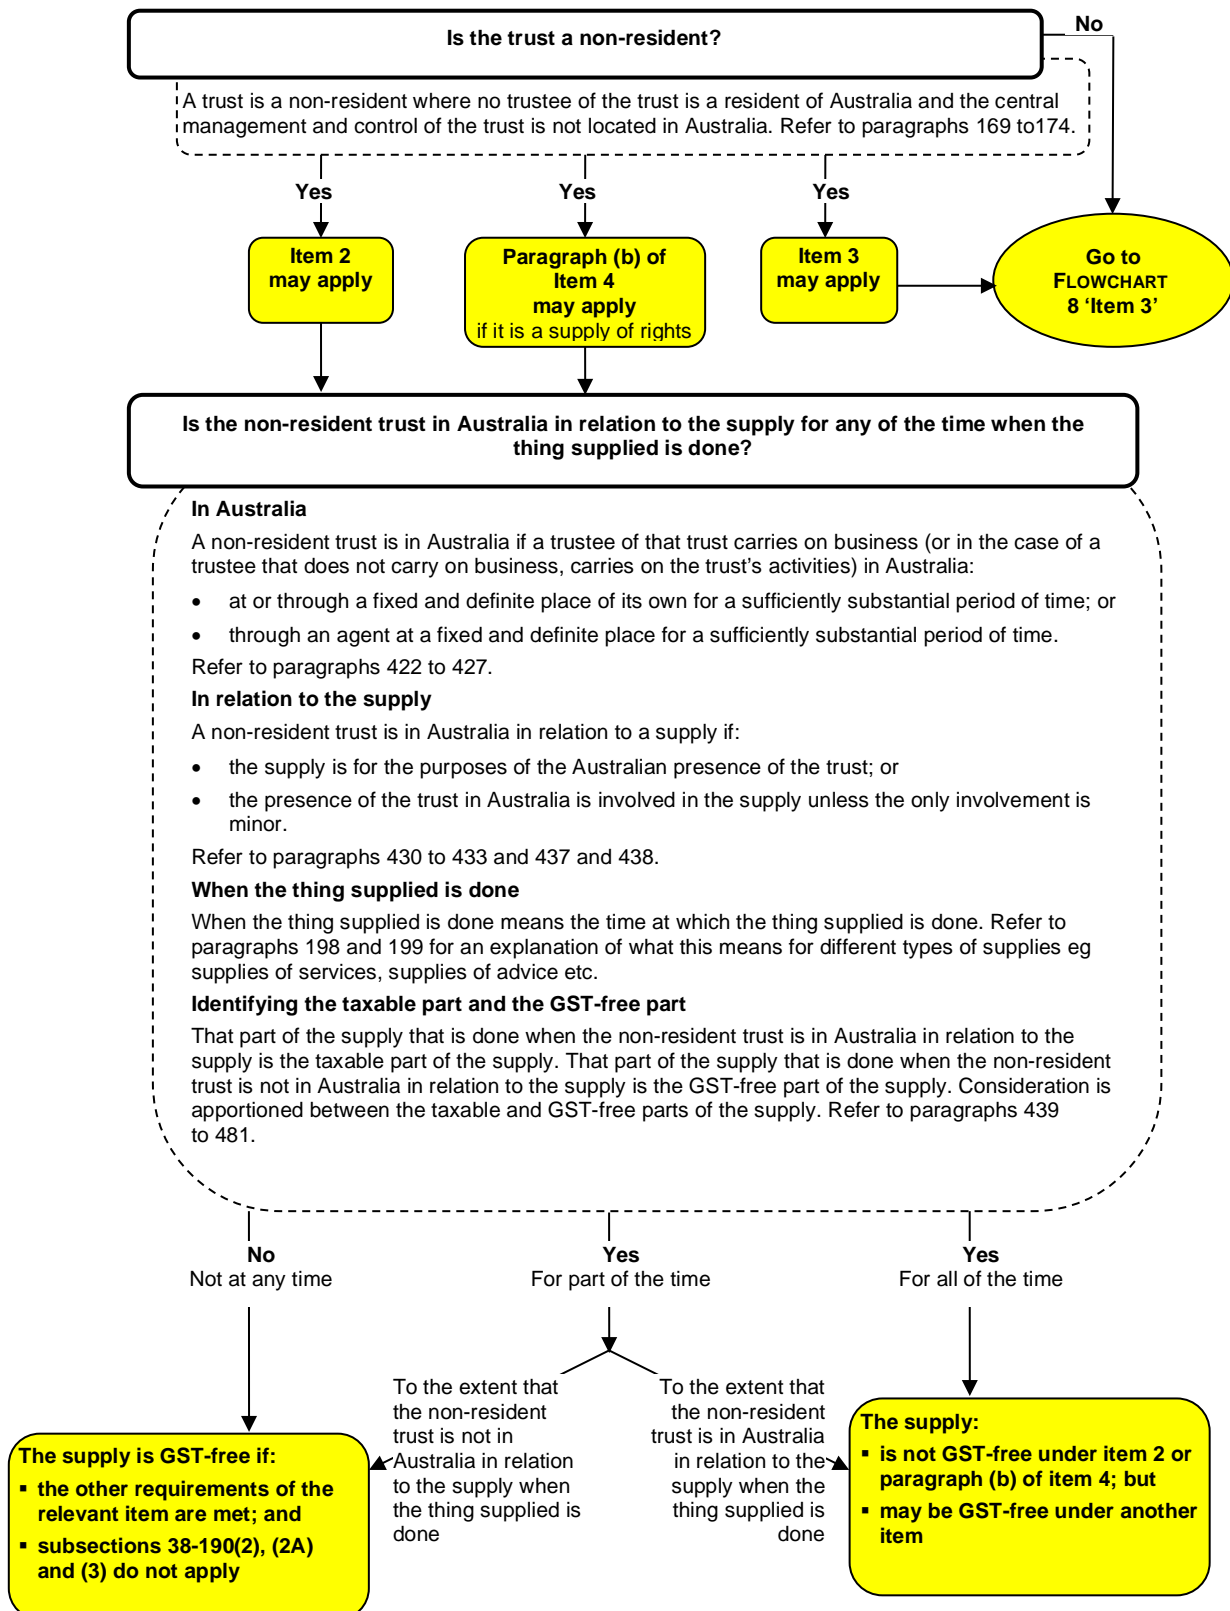 Is the trust a non-resident?
No
A trust is a non-resident where no trustee of the trust is a resident of Australia and the central
management and control of the trust is not located in Australia. Refer to paragraphs 169 to174.
Yes
Yes
Yes
Item 2
may apply
Paragraph (b) of
Item 4
may apply
if it is a supply of rights
Item 3
may apply
Go to
FLOWCHART
8 ‘Item 3’
Is the non-resident trust in Australia in relation to the supply for any of the time when the
thing supplied is done?
In Australia
A non-resident trust is in Australia if a trustee of that trust carries on business (or in the case of a
trustee that does not carry on business, carries on the trust’s activities) in Australia:
• at or through a fixed and definite place of its own for a sufficiently substantial period of time; or
• through an agent at a fixed and definite place for a sufficiently substantial period of time.
Refer to paragraphs 422 to 427.
In relation to the supply
A non-resident trust is in Australia in relation to a supply if:
• the supply is for the purposes of the Australian presence of the trust; or
• the presence of the trust in Australia is involved in the supply unless the only involvement is
minor.
Refer to paragraphs 430 to 433 and 437 and 438.
When the thing supplied is done
When the thing supplied is done means the time at which the thing supplied is done. Refer to
paragraphs 198 and 199 for an explanation of what this means for different types of supplies eg
supplies of services, supplies of advice etc.
Identifying the taxable part and the GST-free part
That part of the supply that is done when the non-resident trust is in Australia in relation to the
supply is the taxable part of the supply. That part of the supply that is done when the non-resident
trust is not in Australia in relation to the supply is the GST-free part of the supply. Consideration is
apportioned between the taxable and GST-free parts of the supply. Refer to paragraphs 439
to 481.
No
Not at any time
Yes
For part of the time
Yes
For all of the time
To the extent that
the non-resident
trust is not in
Australia in relation
to the supply when
the thing supplied is
done
To the extent that
the non-resident
trust is in Australia
in relation to the
supply when the
thing supplied is
done
The supply is GST-free if:
▪ the other requirements of the
relevant item are met; and
▪ subsections 38-190(2), (2A)
and (3) do not apply
The supply:
▪ is not GST-free under item 2 or
paragraph (b) of item 4; but
▪ may be GST-free under another
item